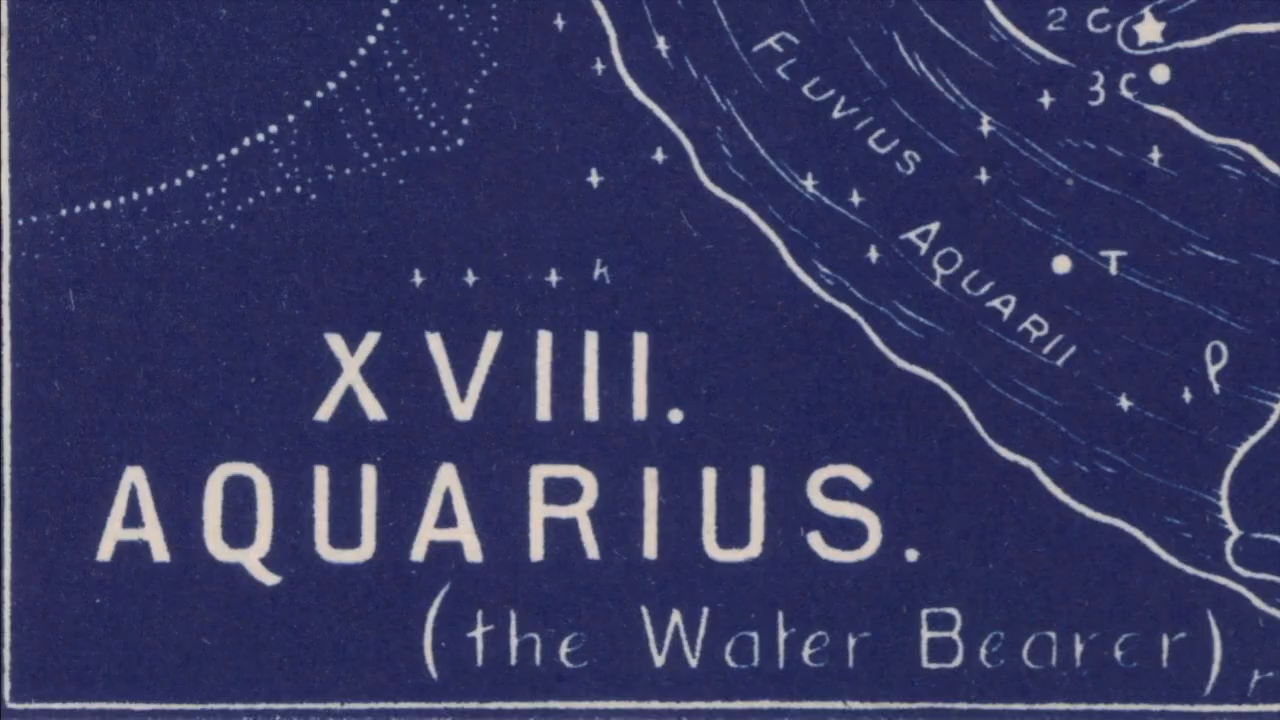 2 C
3 C
FLUVIUS
AQUARII
T
h
ρ
XVIII.
AQUARIUS.
(the Water Bearer)
r